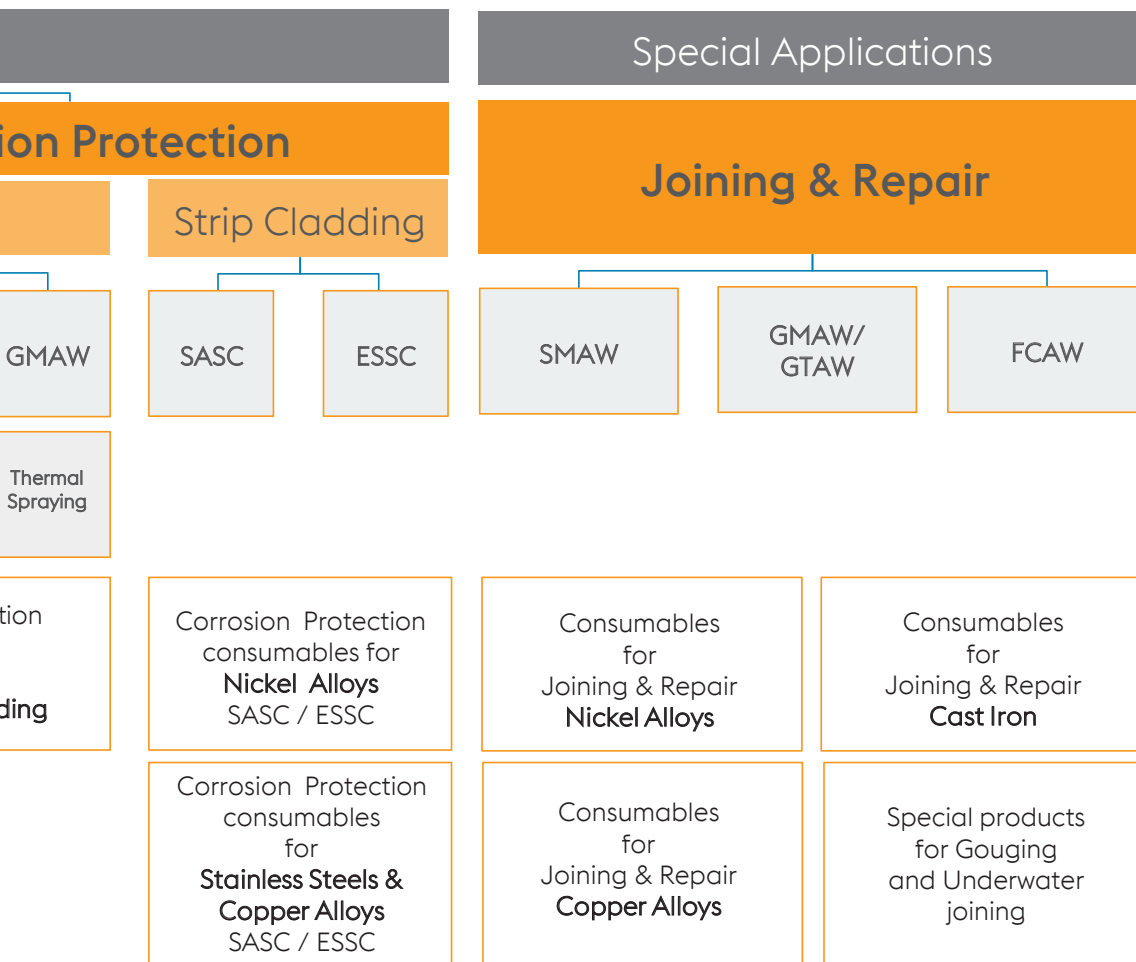 Special Applications
ion Protection
Joining & Repair
Strip Cladding
GMAW
SASC
ESSC
SMAW
GMAW/
GTAW
FCAW
Thermal
Spraying
tion
ding
Corrosion Protection
consumables for
Nickel Alloys
SASC / ESSC
Consumables
for
Joining & Repair
Nickel Alloys
Consumables
for
Joining & Repair
Cast Iron
Corrosion Protection
consumables
for
Stainless Steels &
Copper Alloys
SASC / ESSC
Consumables
for
Joining & Repair
Copper Alloys
Special products
for Gouging
and Underwater
joining